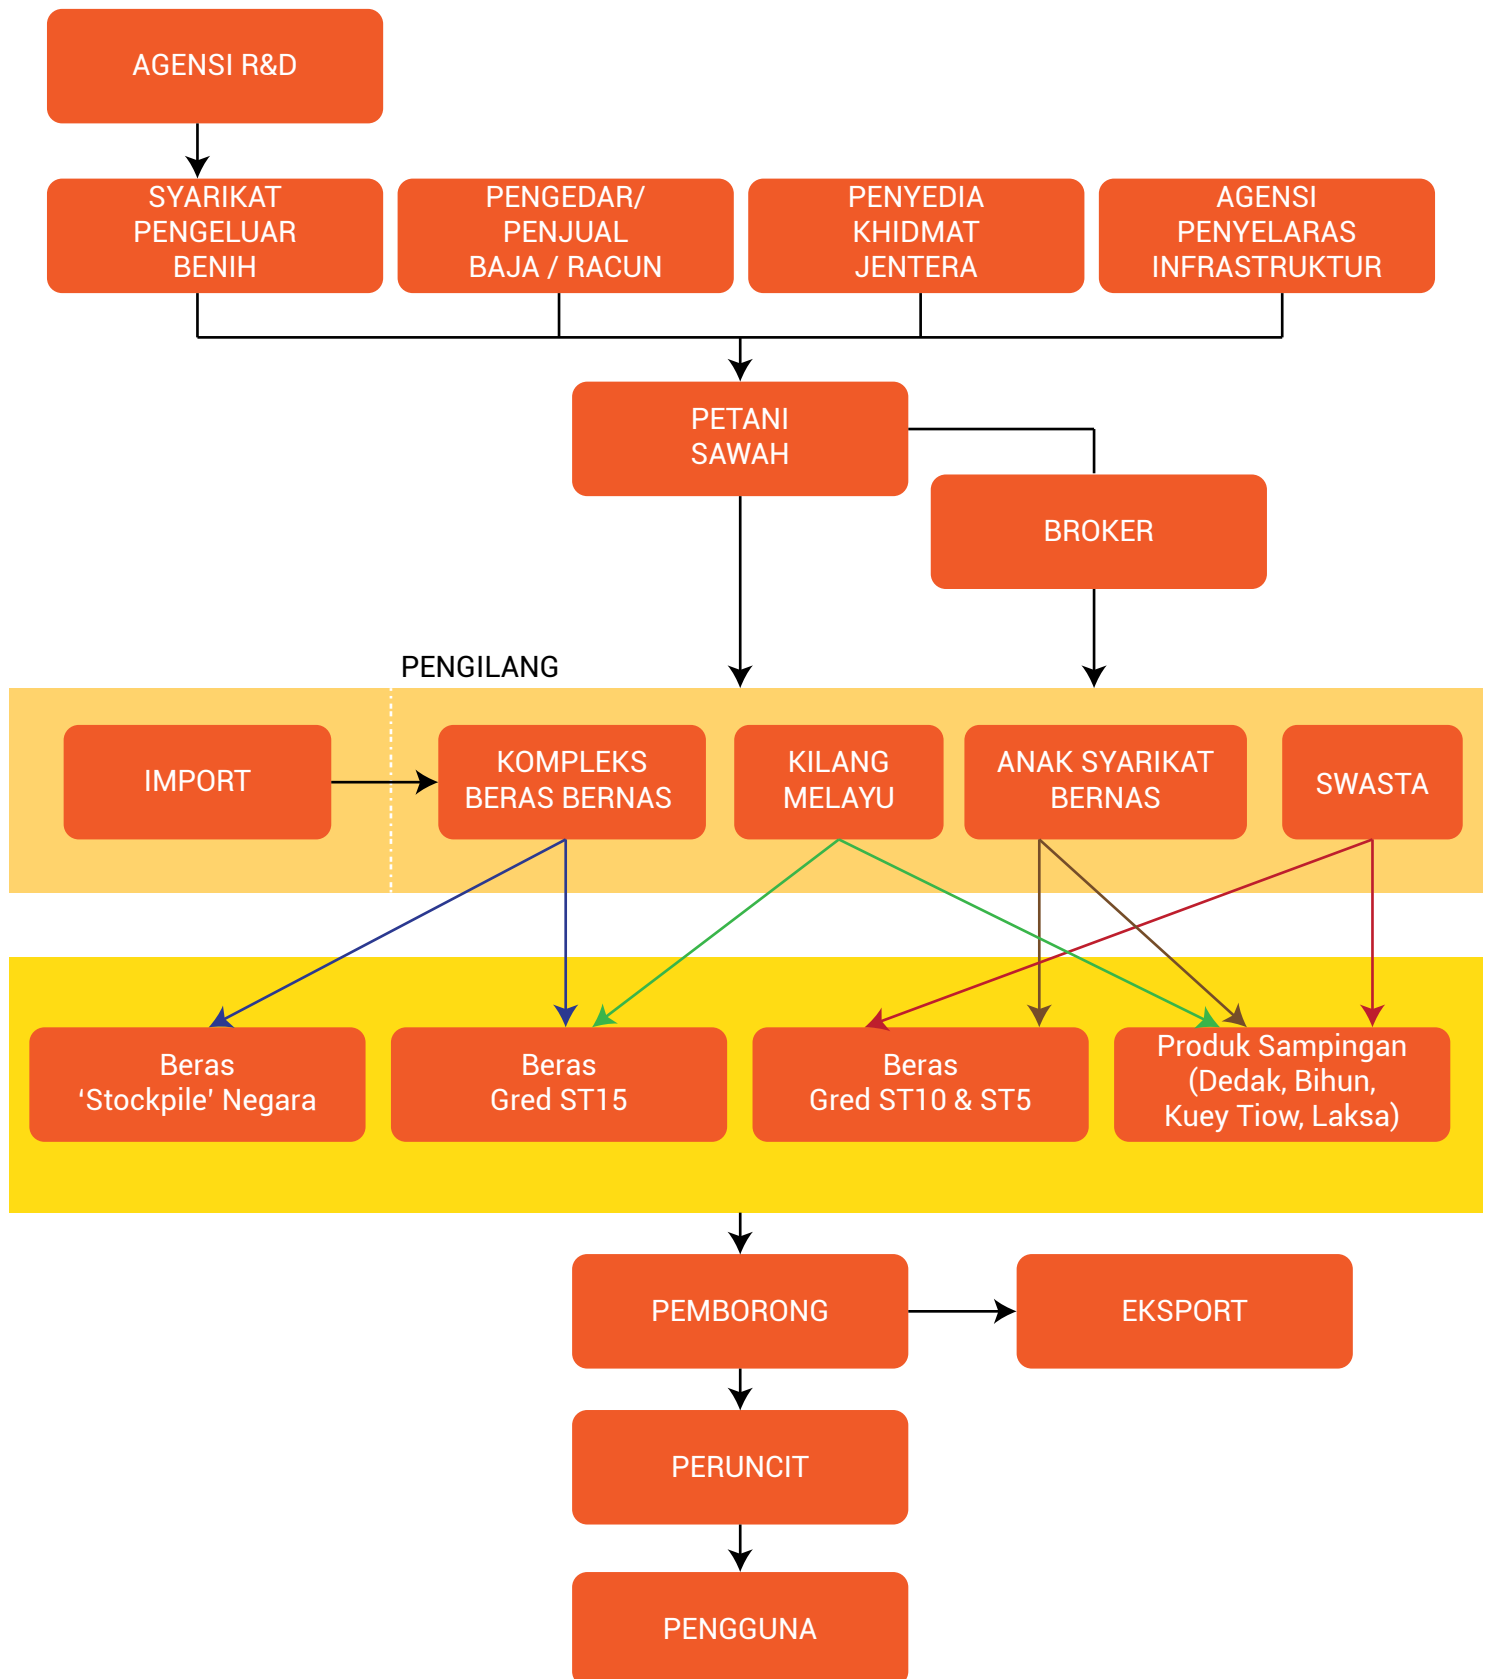 AGENSI R&D
SYARIKAT
PENGELUAR
BENIH
PENGEDAR/
PENJUAL
BAJA / RACUN
PENYEDIA
KHIDMAT
JENTERA
AGENSI
PENYELARAS
INFRASTRUKTUR
PETANI
SAWAH
BROKER
PENGILANG
IMPORT
KOMPLEKS
BERAS BERNAS
KILANG
MELAYU
ANAK SYARIKAT
BERNAS
SWASTA
Beras
‘Stockpile’ Negara
Beras
Gred ST15
Beras
Gred ST10 & ST5
Produk Sampingan
(Dedak, Bihun,
Kuey Tiow, Laksa)
PEMBORONG
EKSPORT
PERUNCIT
PENGGUNA